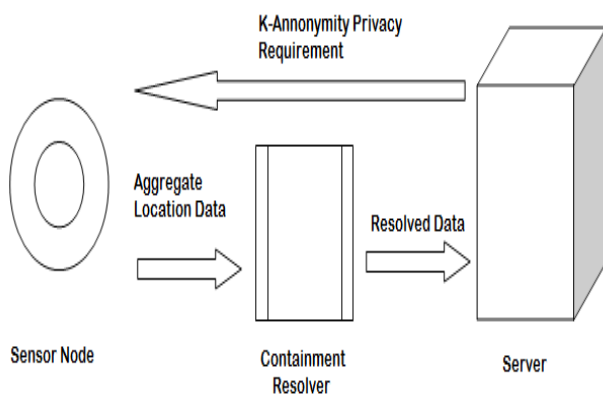 K-Annonymity Privacy
Requirement
Aggregate
Location Data
Resolved Data
Sensor Node
Containment
Resolver
Server